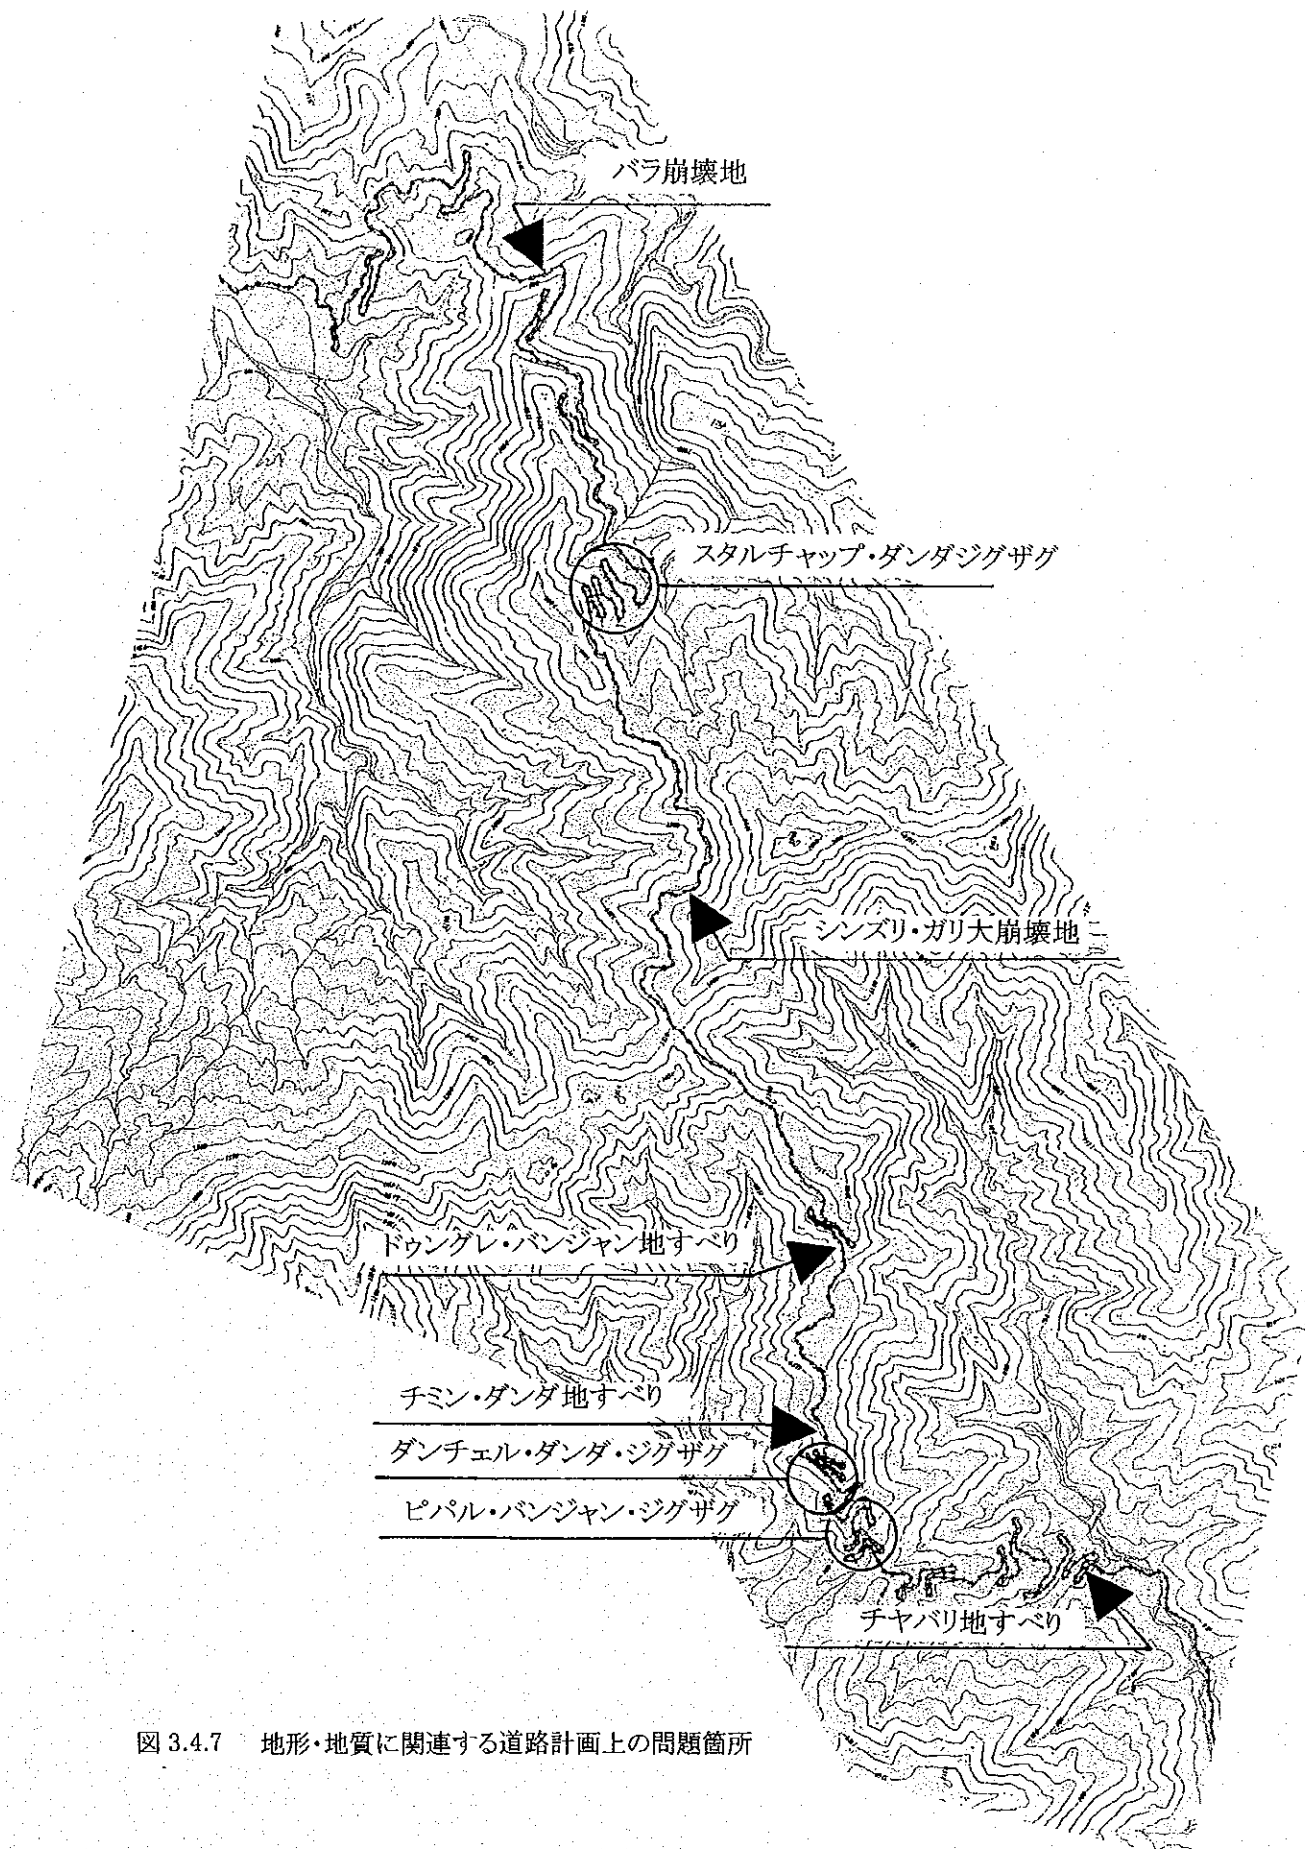 バラ崩壊地
スタルチャップ・ダンダジグザグ
シンズリ・ガリ大崩壊地
ドゥングレ・バンジャン地すべり
チミン・ダンダ地すべり
ダンチェル・ダンダ・ジグザグ
ピパル・バンジャン・ジグザグ
チヤバリ地すべり
図 3.4.7 地形・地質に関連する道路計画上の問題箇所